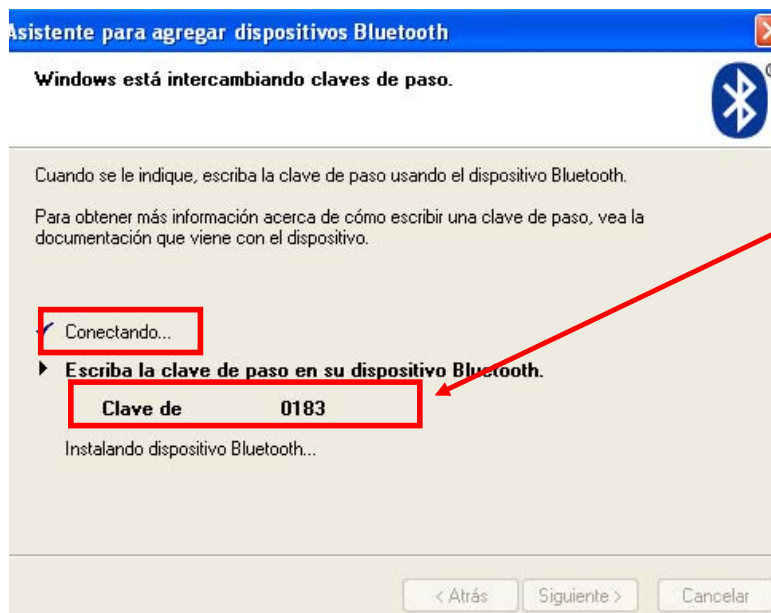 Asistente para agregar dispositivos Bluetooth
Windows está intercambiando claves de paso.
Cuando se le indique, escriba la clave de paso usando el dispositivo Bluetooth.
Para obtener más información acerca de cómo escribir una clave de paso, vea la
documentación que viene con el dispositivo.
Conectando...
Escriba la clave de paso en su dispositivo Bluetooth.
Clave de 0183
Instalando dispositivo Bluetooth...
< Atrás Siguiente > Cancelar